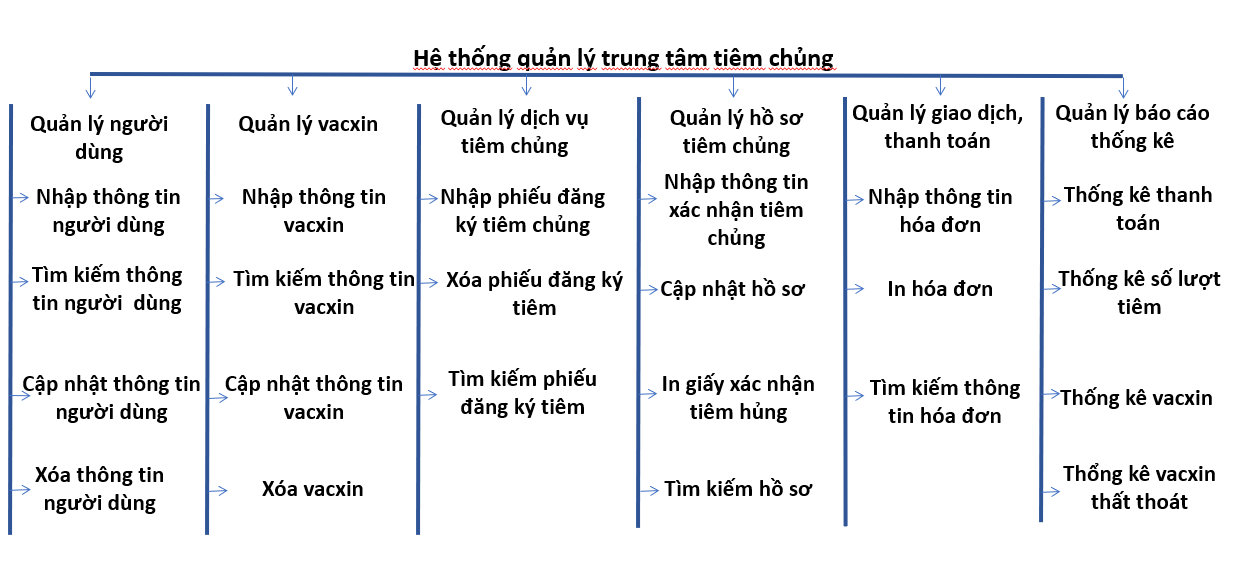 Hệ thống quản lý trung tâm tiêm chủng
Quản lý người
dùng
Nhập thông tin
người dùng
Tìm kiếm thông
tin người dùng
Cập nhật thông tin
người dùng
Xóa thông tin
người dùng
Quản lý vacxin
Nhập thông tin
vacxin
Tìm kiếm thông tin
vacxin
Cập nhật thông tin
vacxin
Xóa vacxin
Quản lý dịch vụ
tiêm chủng
Nhập phiếu đăng
ký tiêm chủng
Xóa phiếu đăng ký
tiêm
Tìm kiếm phiếu
đăng ký tiêm
Quản lý hồ sơ
tiêm chủng
Nhập thông tin
xác nhận tiêm
chủng
Cập nhật hồ sơ
In giấy xác nhận
tiêm hủng
Tìm kiếm hồ sơ
Quản lý giao dịch,
thanh toán
Nhập thông tin
hóa đơn
In hóa đơn
Tìm kiếm thông
tin hóa đơn
Quản lý báo cáo
thống kê
Thống kê thanh
toán
Thống kê số lượt
tiêm
Thống kê vacxin
Thổng kê vacxin
thất thoát